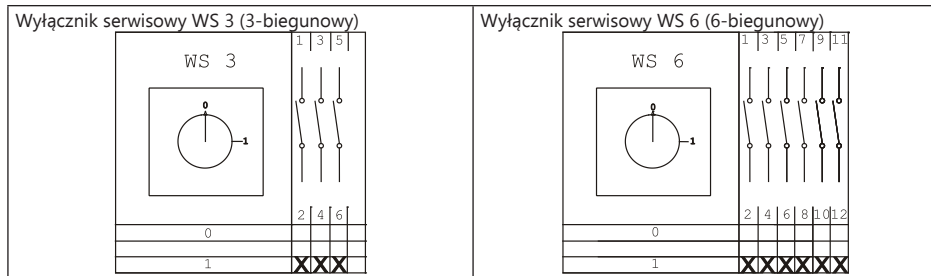 Wyłącznik serwisowy WS 3 (3-biegunowy)
1 3 5
WS 3
0
1
2 4 6
0
1 X X X
Wyłącznik serwisowy WS 6 (6-biegunowy)
1 3 5 7 9 11
WS 6
0
1
2 4 6 8 10 12
0
1 X X X X X X